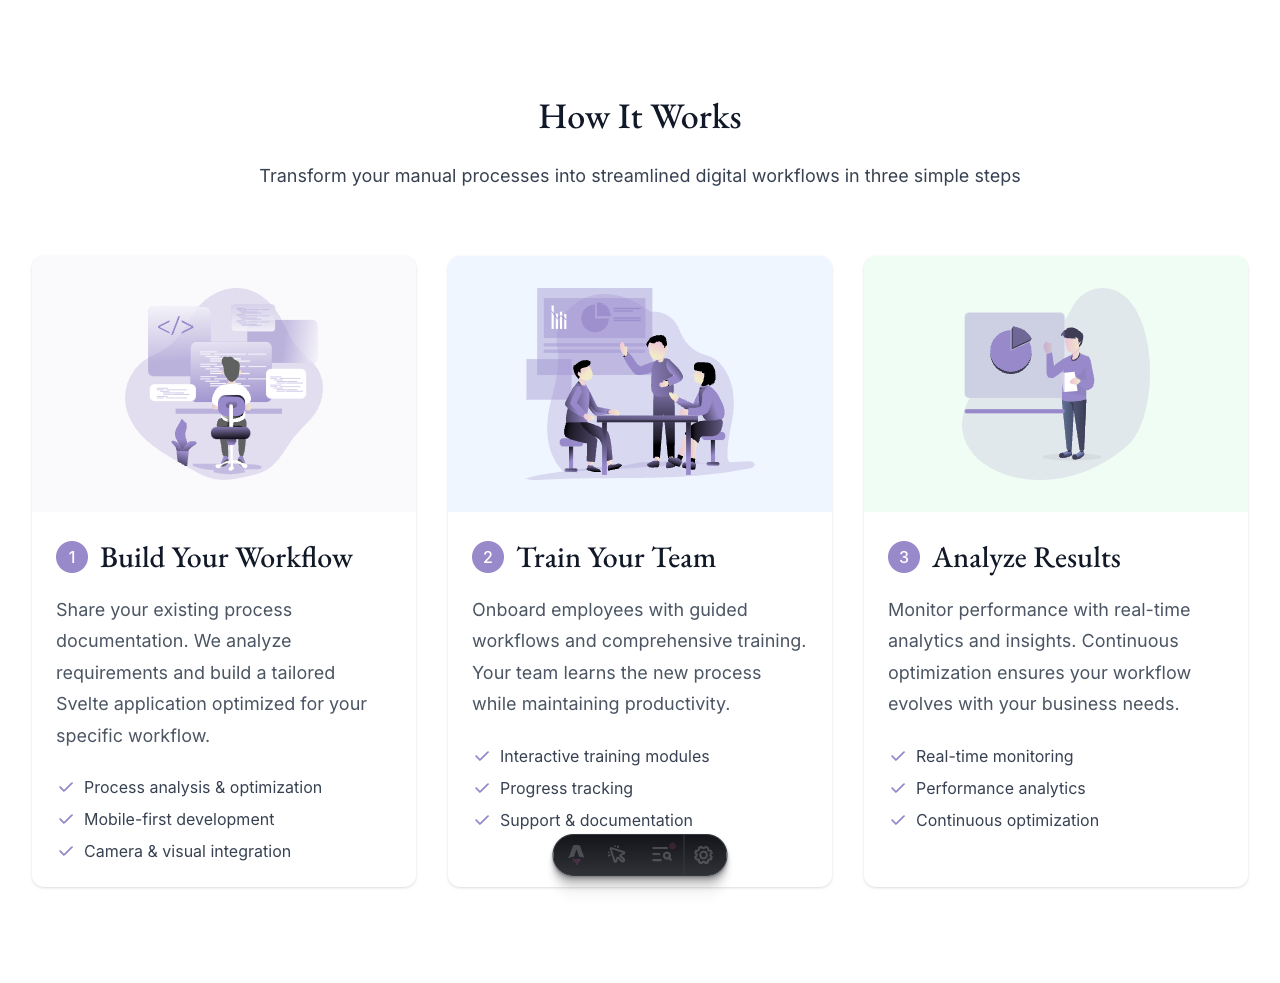 How It Works
Transform your manual processes into streamlined digital workflows in three simple steps
</>
1 Build Your Workflow
Share your existing process
documentation. We analyze
requirements and build a tailored
Svelte application optimized for your
specific workflow.
Process analysis & optimization
Mobile-first development
Camera & visual integration
2 Train Your Team
Onboard employees with guided
workflows and comprehensive training.
Your team learns the new process
while maintaining productivity.
Interactive training modules
Progress tracking
Support & documentation
3 Analyze Results
Monitor performance with real-time
analytics and insights. Continuous
optimization ensures your workflow
evolves with your business needs.
Real-time monitoring
Performance analytics
Continuous optimization